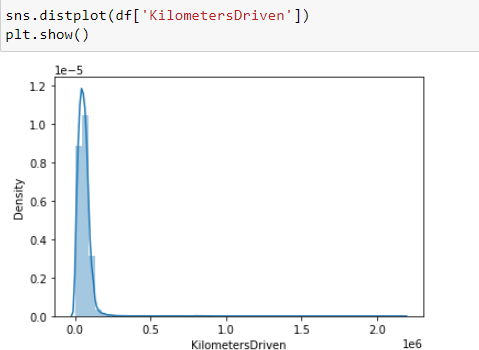 sns.distplot(df['KilometersDriven'])
plt.show()
1e−5
1.2
1.0
0.8
0.6
0.4
0.2
0.0
Density
0.0 0.5 1.0 1.5 2.0
1e6
KilometersDriven